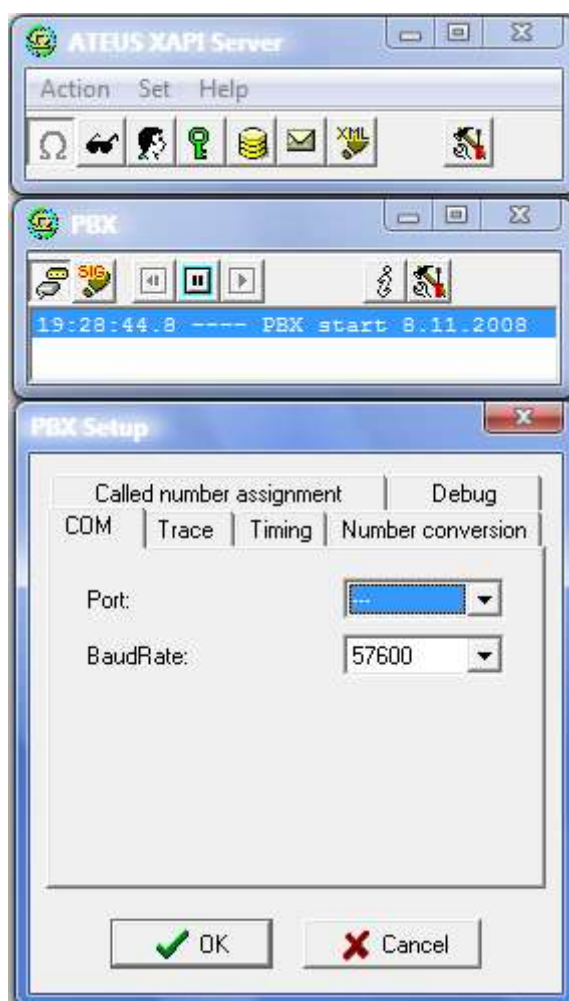 ATEUS XAPI Server
Action Set Help
Ω XML
PBX
SIG
19:28:44.8 ---- PBX start 8.11.2008
PBX Setup
Called number assignment Debug
COM Trace Timing Number conversion
Port: ---
BaudRate: 57600
OK Cancel